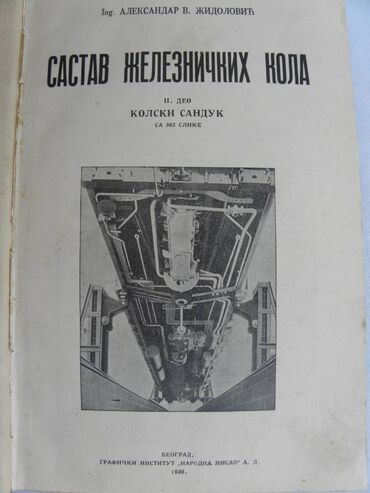 Ing. АЛЕКСАНДАР В. ЖИДОЛОВИЋ
САСТАВ ЖЕЛЕЗНИЧКИХ КОЛА
II. ДЕО
КОЛСКИ САНДУК
СА 362 СЛИКЕ
БЕОГРАД,
ГРАФИЧКИ ИНСТИТУТ „НАРОДНА МИСАО" А. Д.
1930.